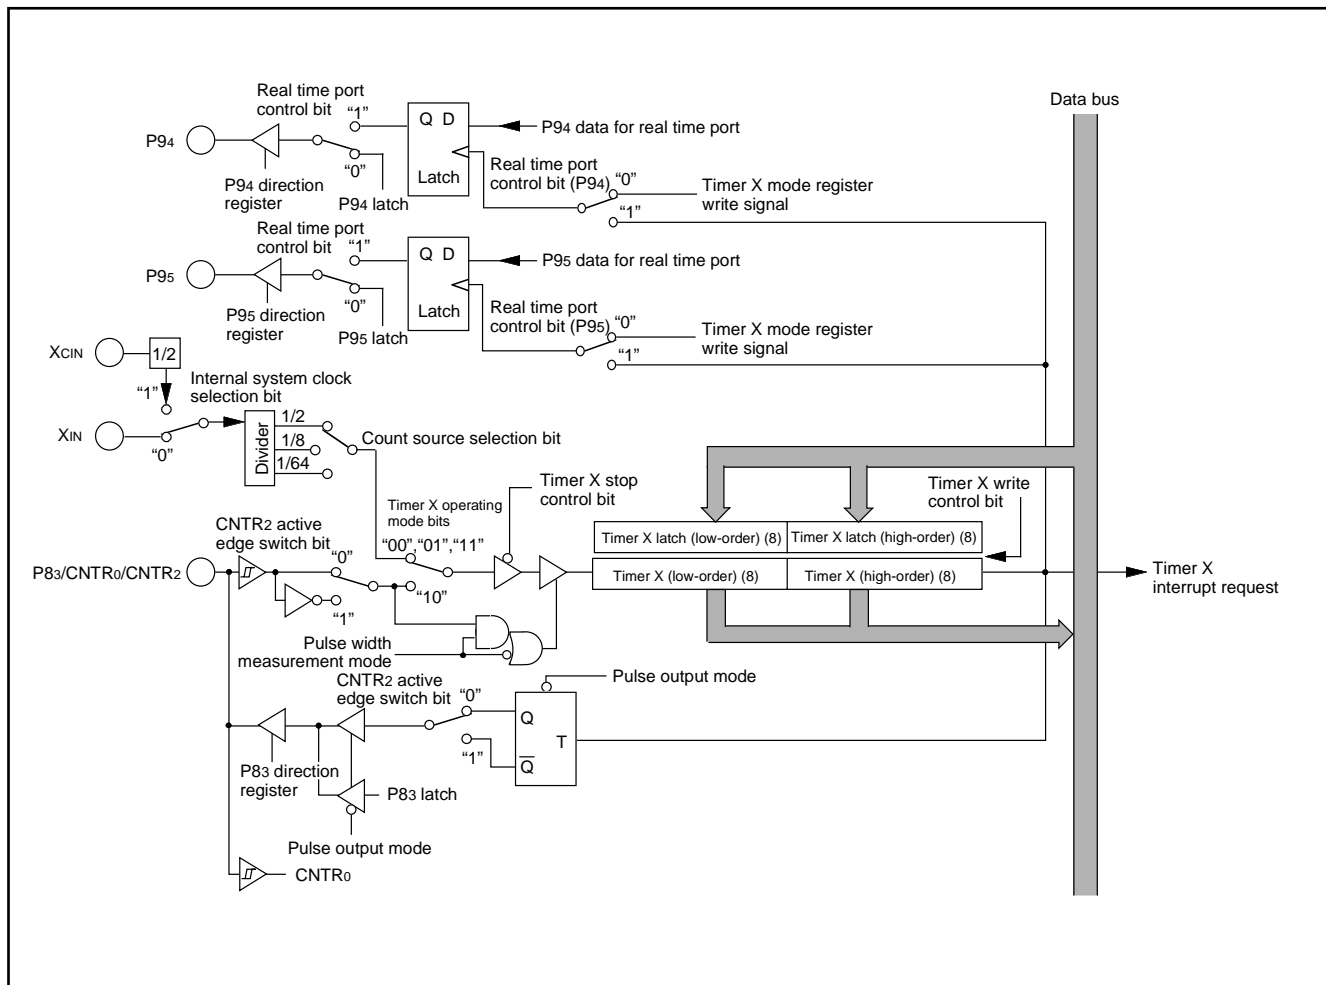 Real time port
control bit
“1”
Q D
P94 data for real time port
Data bus
P94
“0”
Latch
Real time port
control bit (P94)
“0”
Timer X mode register
write signal
P94 direction
register
P94 latch
“1”
Real time port
control bit
“1”
Q D
P95 data for real time port
P95
“0”
Latch
Real time port
control bit (P95)
“0”
Timer X mode register
write signal
P95 direction
register
P95 latch
“1”
XCIN
1/2
“1”
Internal system clock
selection bit
XIN
“0”
Divider
1/2
1/8
1/64
Count source selection bit
Timer X stop
control bit
Timer X write
control bit
Timer X operating
mode bits
CNTR2 active
edge switch bit
“0”
“00”,“01”,“11”
Timer X latch (low-order) (8)
Timer X latch (high-order) (8)
P83/CNTR0/CNTR2
Timer X (low-order) (8)
Timer X (high-order) (8)
Timer X
interrupt request
“1”
“10”
Pulse width
measurement mode
CNTR2 active
edge switch bit
“0”
Pulse output mode
Q
T
Q
“1”
P83 direction
register
P83 latch
Pulse output mode
CNTR0